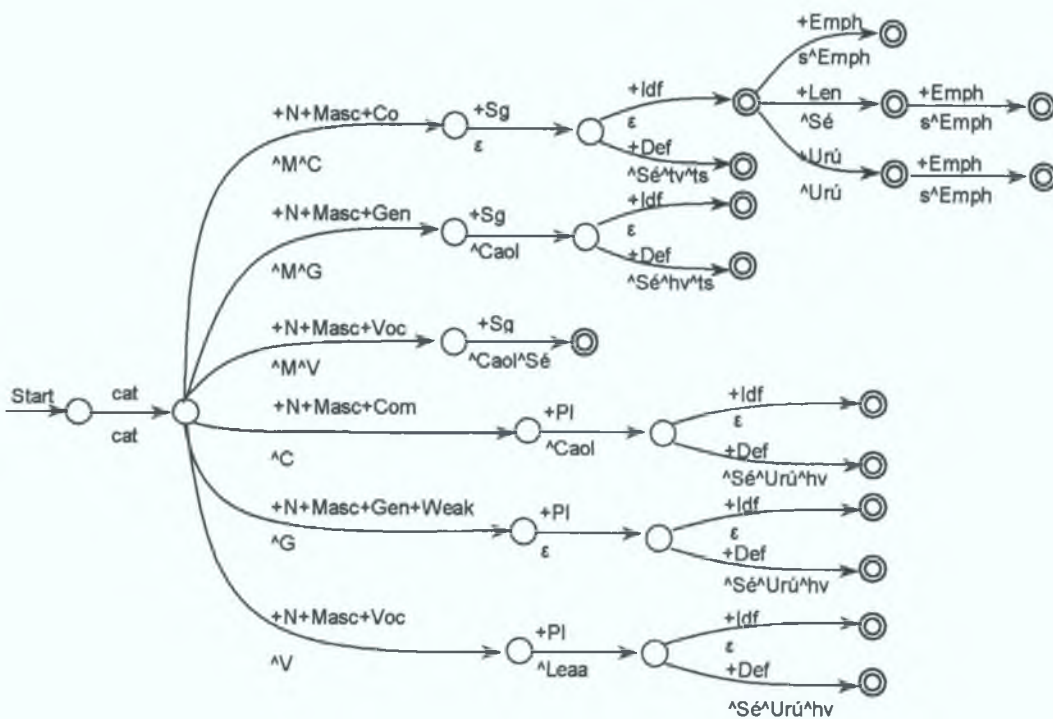 +Emph
s^Emph
+Idf
ε
+Len
^Sé
+Emph
s^Emph
+N+Masc+Co
^M^C
+Sg
ε
+Def
^Sé^tv^ts
+Urú
^Urú
+Emph
s^Emph
+N+Masc+Gen
^M^G
+Sg
^Caol
+Idf
ε
+Def
^Sé^hv^ts
+N+Masc+Voc
^M^V
+Sg
^Caol^Sé
Start
cat
cat
+N+Masc+Com
^C
+Pl
^Caol
+Idf
ε
+Def
^Sé^Urú^hv
+N+Masc+Gen+Weak
^G
+Pl
ε
+Idf
ε
+Def
^Sé^Urú^hv
+N+Masc+Voc
^V
+Pl
^Leaa
+Idf
ε
+Def
^Sé^Urú^hv